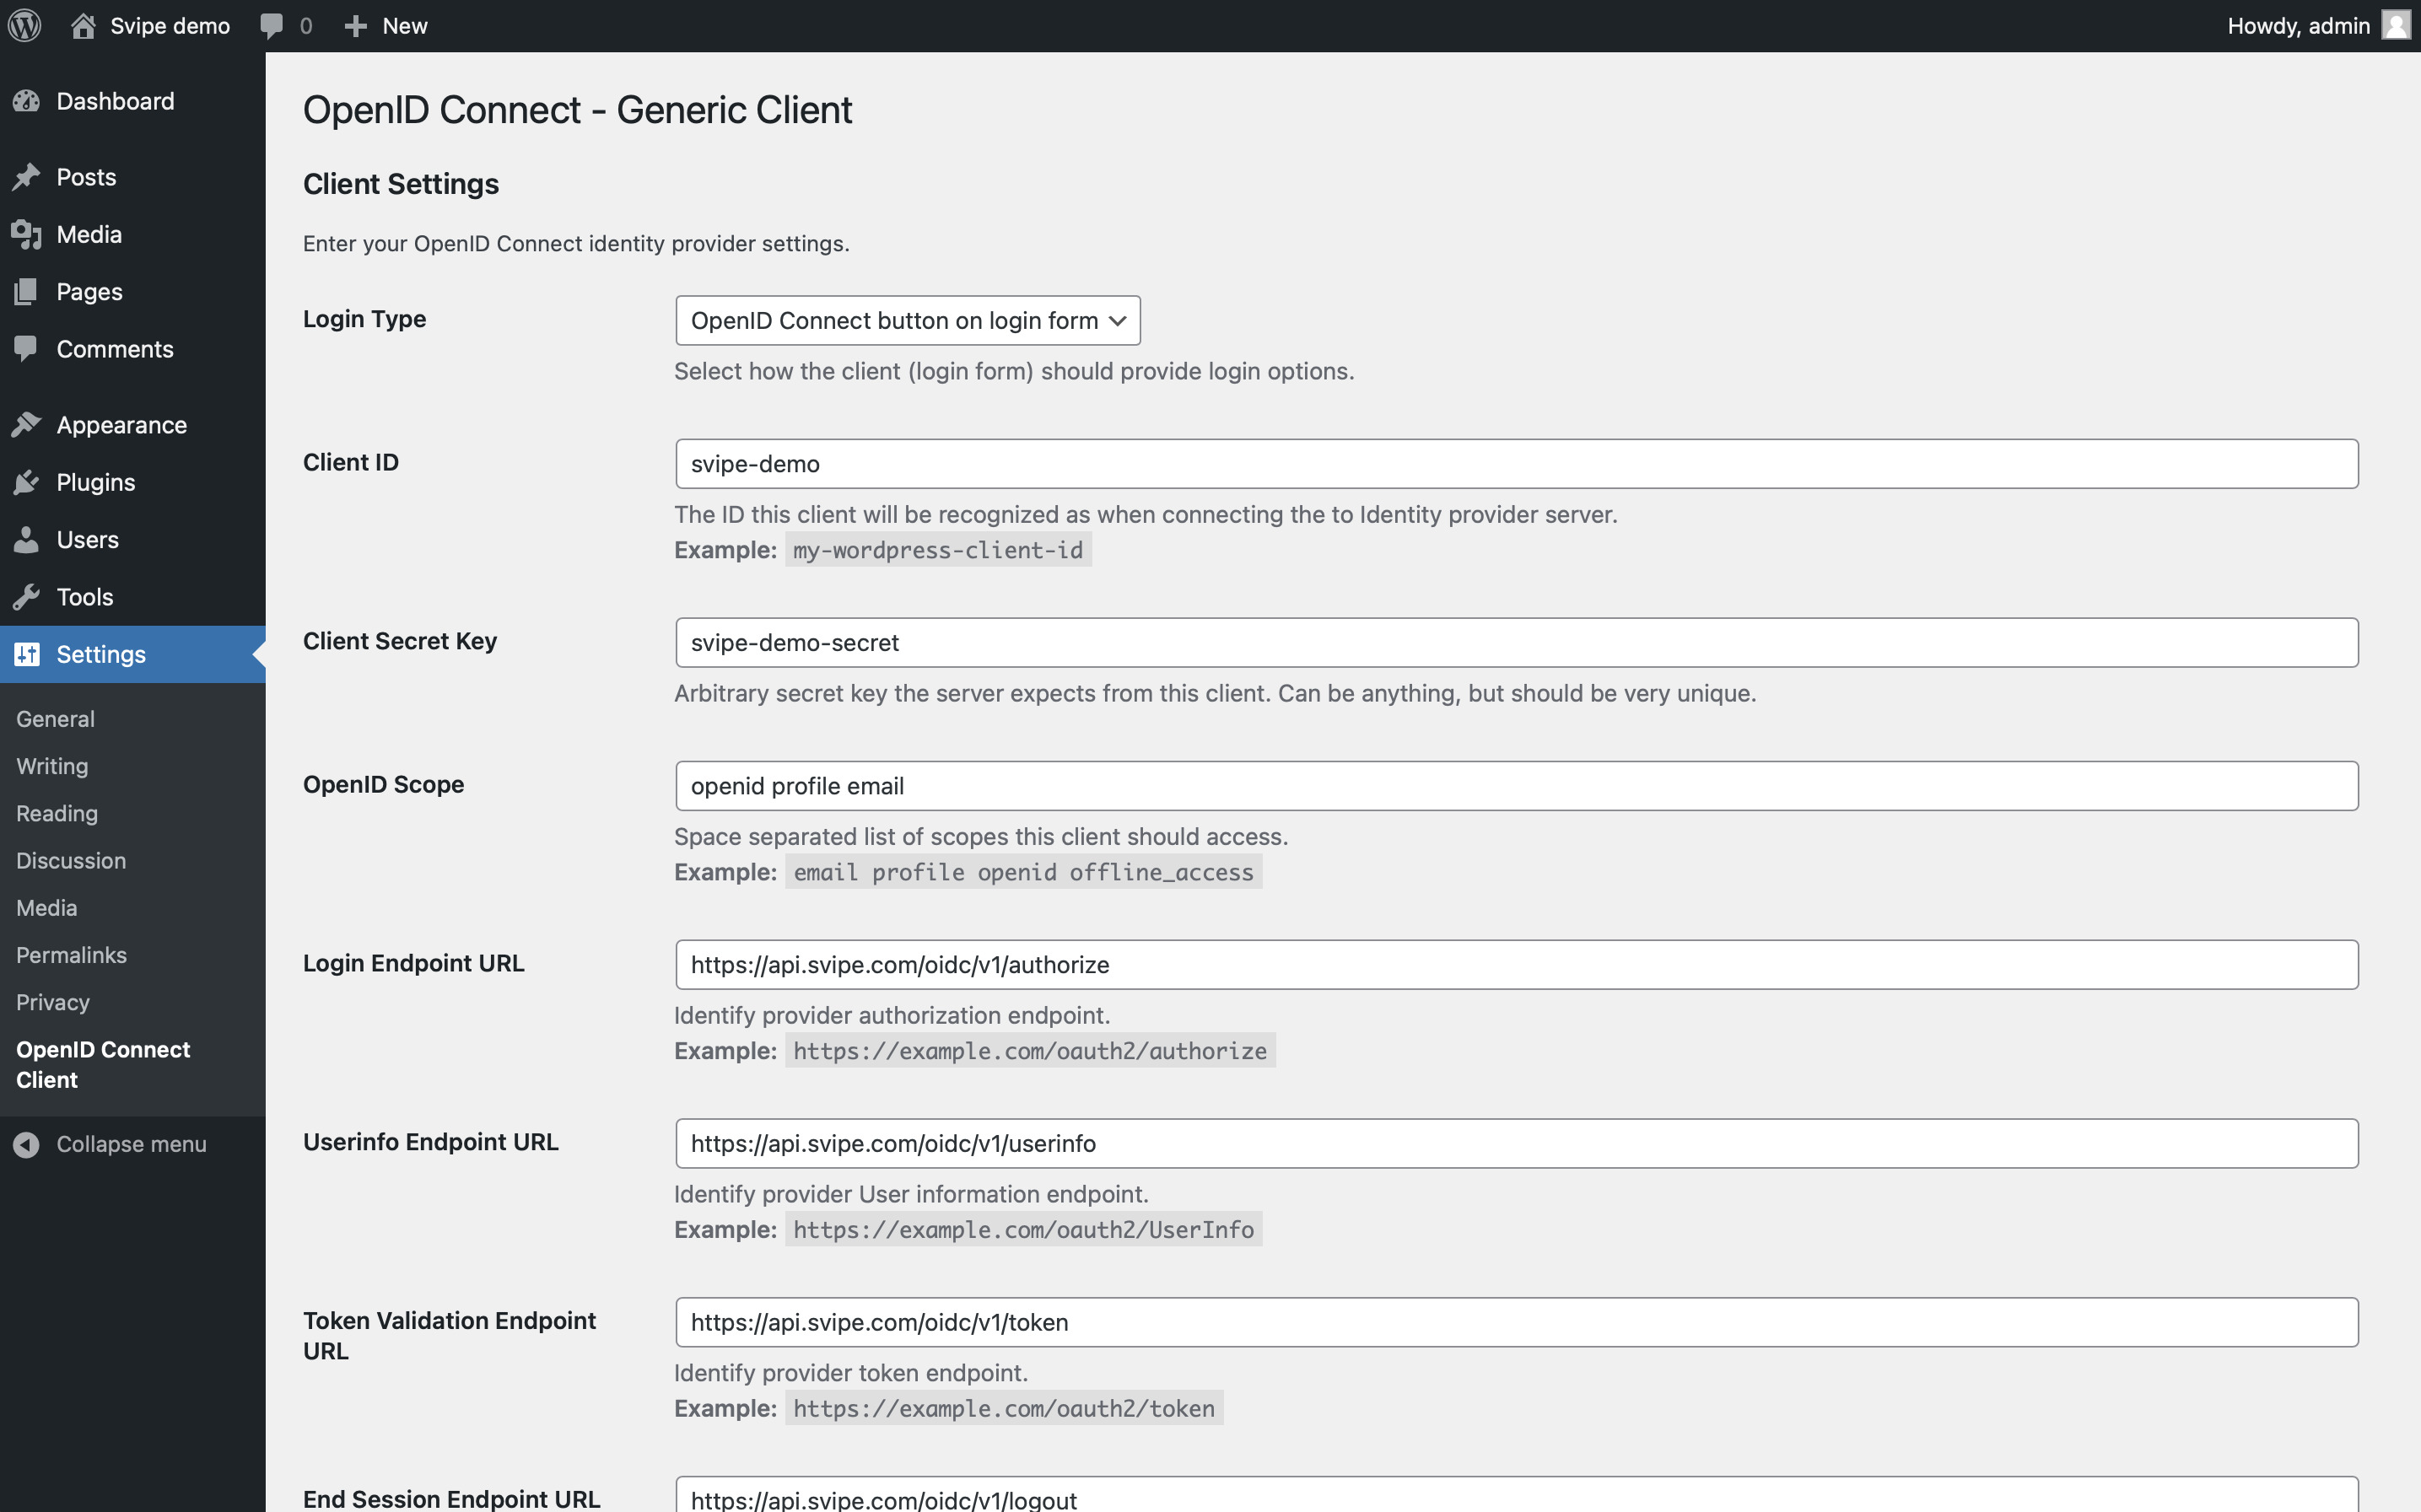 Svipe demo
0
New
Howdy, admin
Dashboard
Posts
Media
Pages
Comments
Appearance
Plugins
Users
Tools
Settings
General
Writing
Reading
Discussion
Media
Permalinks
Privacy
OpenID Connect
Client
Collapse menu
OpenID Connect - Generic Client
Client Settings
Enter your OpenID Connect identity provider settings.
Login Type
OpenID Connect button on login form
Select how the client (login form) should provide login options.
Client ID
svipe-demo
The ID this client will be recognized as when connecting the to Identity provider server.
Example: my-wordpress-client-id
Client Secret Key
svipe-demo-secret
Arbitrary secret key the server expects from this client. Can be anything, but should be very unique.
OpenID Scope
openid profile email
Space separated list of scopes this client should access.
Example: email profile openid offline_access
Login Endpoint URL
https://api.svipe.com/oidc/v1/authorize
Identify provider authorization endpoint.
Example: https://example.com/oauth2/authorize
Userinfo Endpoint URL
https://api.svipe.com/oidc/v1/userinfo
Identify provider User information endpoint.
Example: https://example.com/oauth2/UserInfo
Token Validation Endpoint
URL
https://api.svipe.com/oidc/v1/token
Identify provider token endpoint.
Example: https://example.com/oauth2/token
End Session Endpoint URL
https://api.svipe.com/oidc/v1/logout